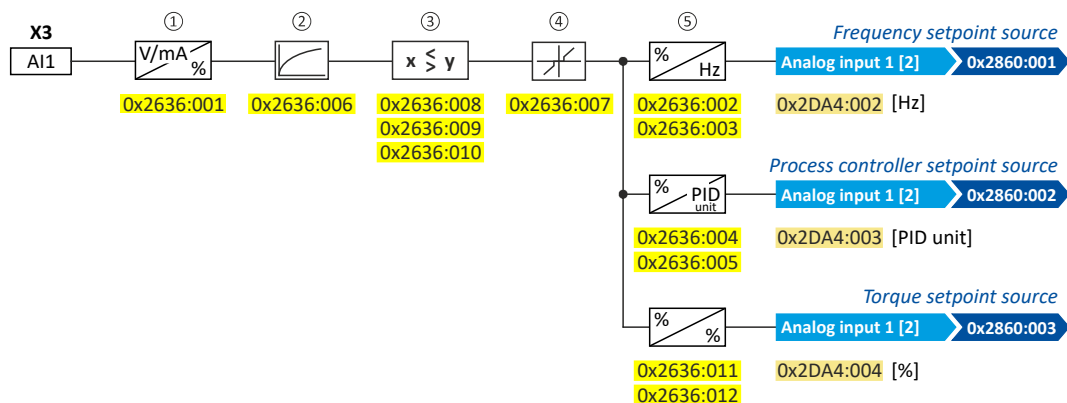 X3
AI1
①
V/mA
%
0x2636:001
②
0x2636:006
③
x ≶ y
0x2636:008
0x2636:009
0x2636:010
④
0x2636:007
⑤
%
Hz
0x2636:002
0x2636:003
Frequency setpoint source
Analog input 1 [2] 0x2860:001
0x2DA4:002 [Hz]
%
PID
unit
0x2636:004
0x2636:005
Process controller setpoint source
Analog input 1 [2] 0x2860:002
0x2DA4:003 [PID unit]
%
%
0x2636:011
0x2636:012
Torque setpoint source
Analog input 1 [2] 0x2860:003
0x2DA4:004 [%]